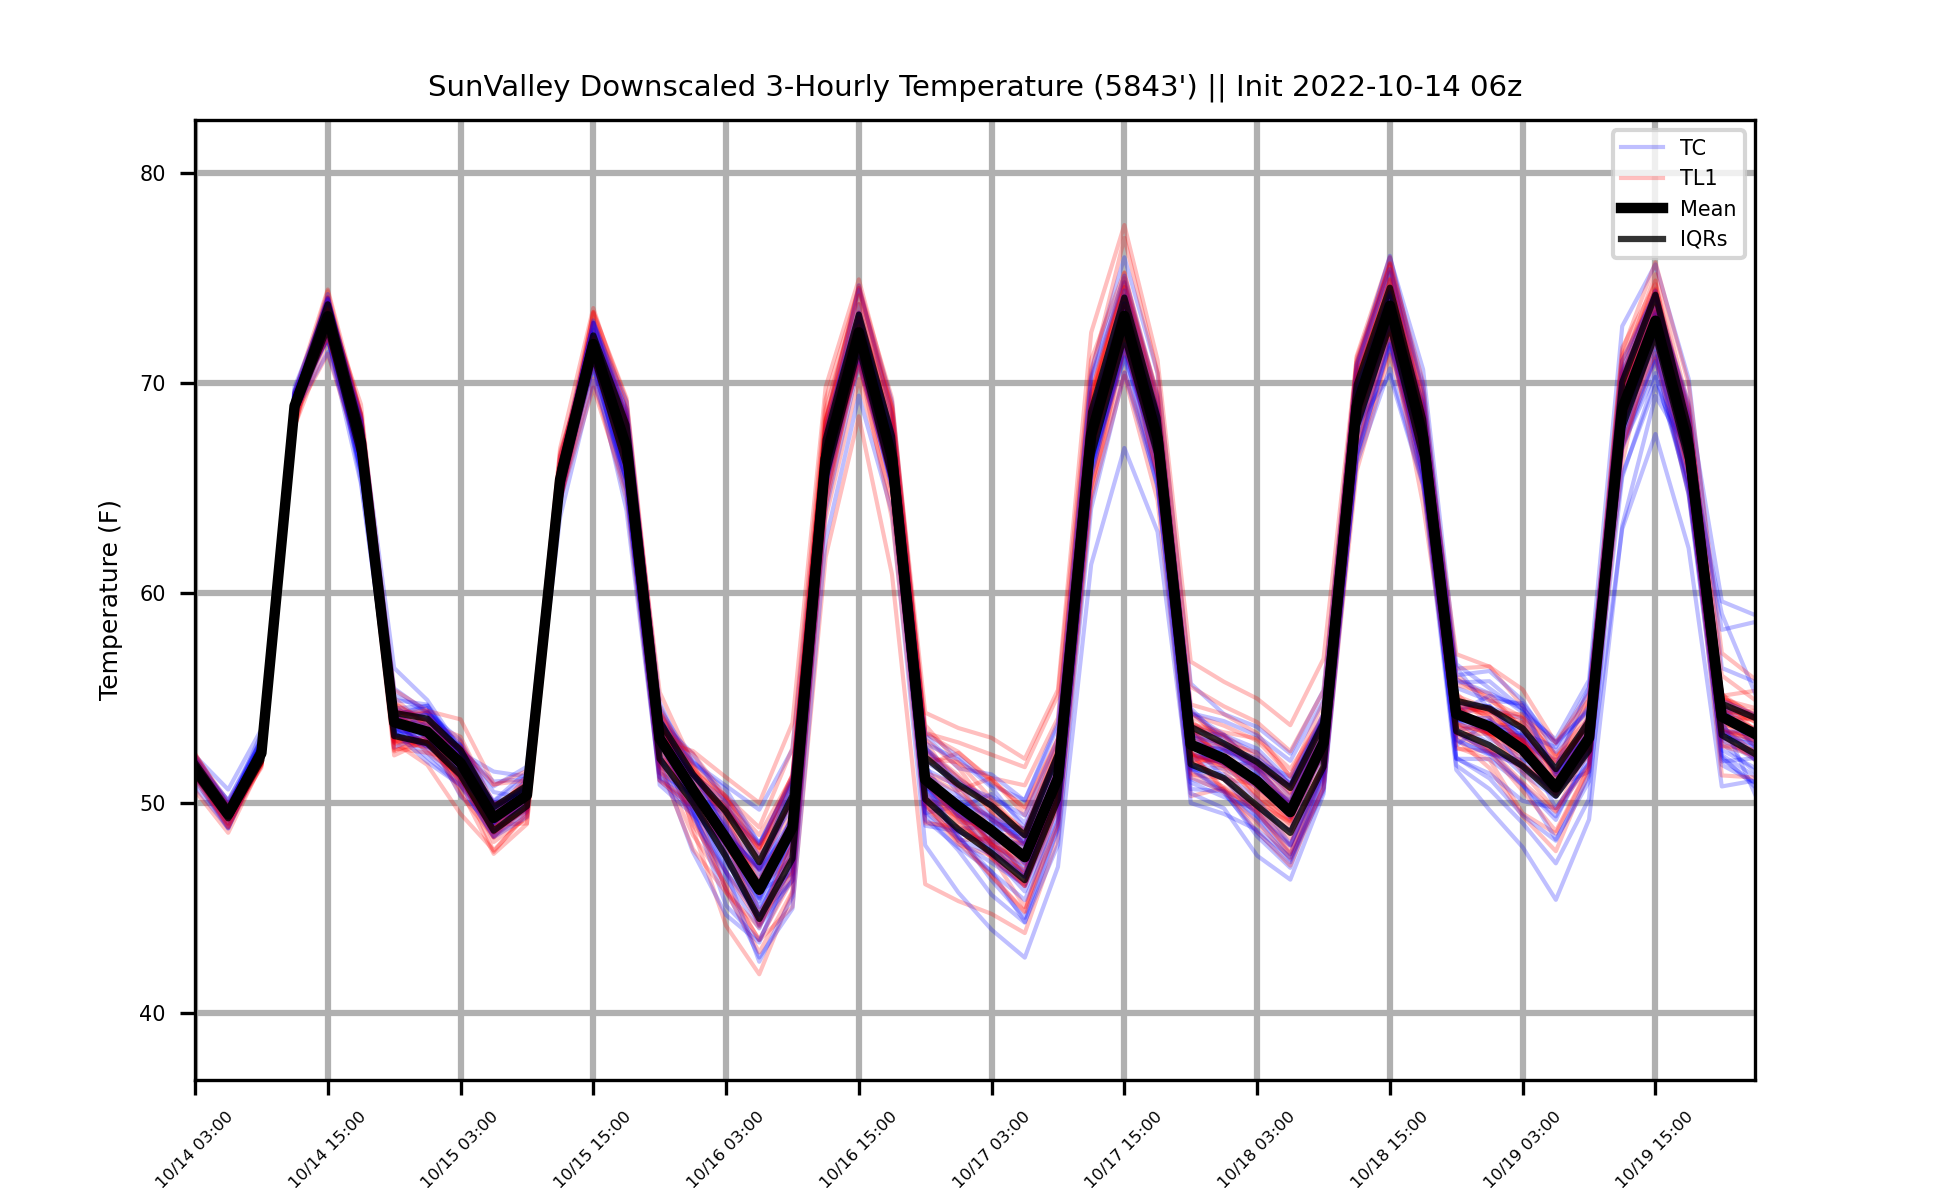 SunValley Downscaled 3-Hourly Temperature (5843') || Init 2022-10-14 06z
TC
TL1
Mean
IQRs
Temperature (F)
80
70
60
50
40
10/14 03:00
10/14 15:00
10/15 03:00
10/15 15:00
10/16 03:00
10/16 15:00
10/17 03:00
10/17 15:00
10/18 03:00
10/18 15:00
10/19 03:00
10/19 15:00